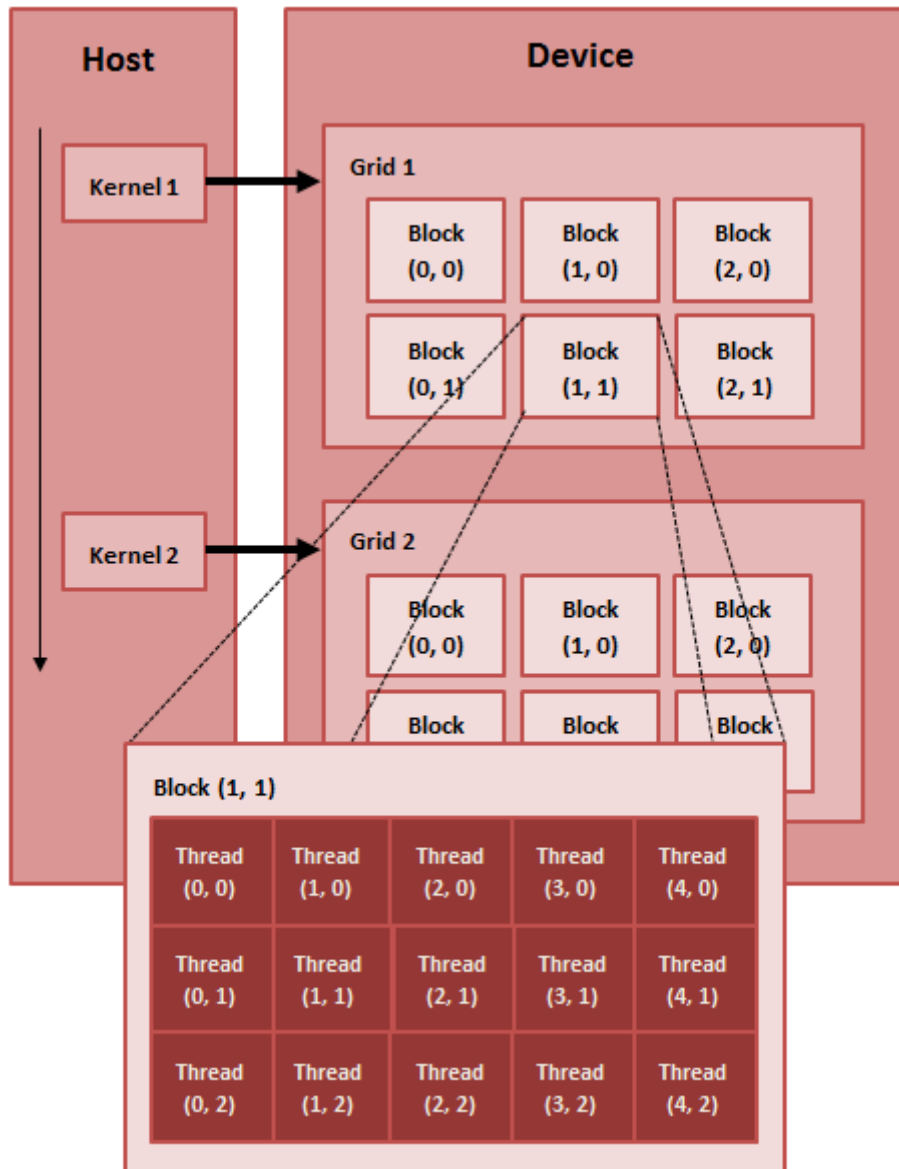 Host
Device
Kernel 1
Grid 1
Block
(0, 0)
Block
(1, 0)
Block
(2, 0)
Block
(0, 1)
Block
(1, 1)
Block
(2, 1)
Kernel 2
Grid 2
Block
(0, 0)
Block
(1, 0)
Block
(2, 0)
Block
Block
Block
Block (1, 1)
Thread
(0, 0)
Thread
(1, 0)
Thread
(2, 0)
Thread
(3, 0)
Thread
(4, 0)
Thread
(0, 1)
Thread
(1, 1)
Thread
(2, 1)
Thread
(3, 1)
Thread
(4, 1)
Thread
(0, 2)
Thread
(1, 2)
Thread
(2, 2)
Thread
(3, 2)
Thread
(4, 2)